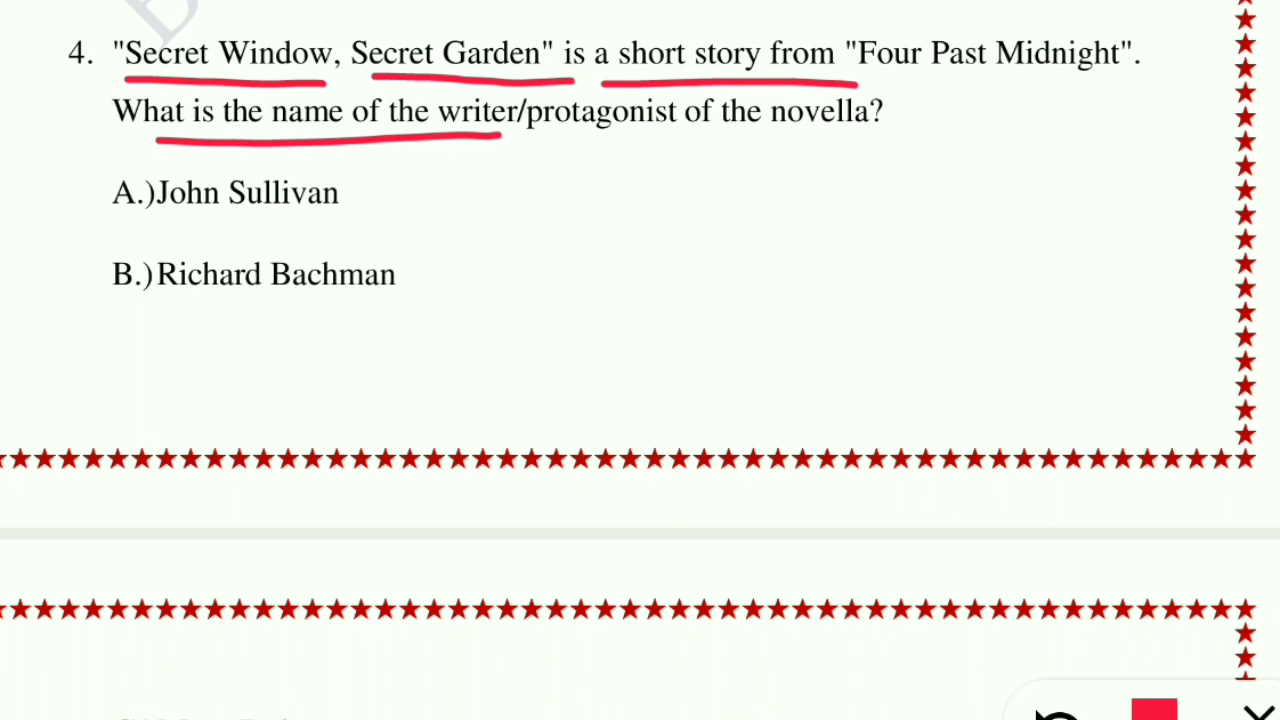 4. "Secret Window, Secret Garden" is a short story from "Four Past Midnight".
What is the name of the writer/protagonist of the novella?
A.)John Sullivan
B.)Richard Bachman